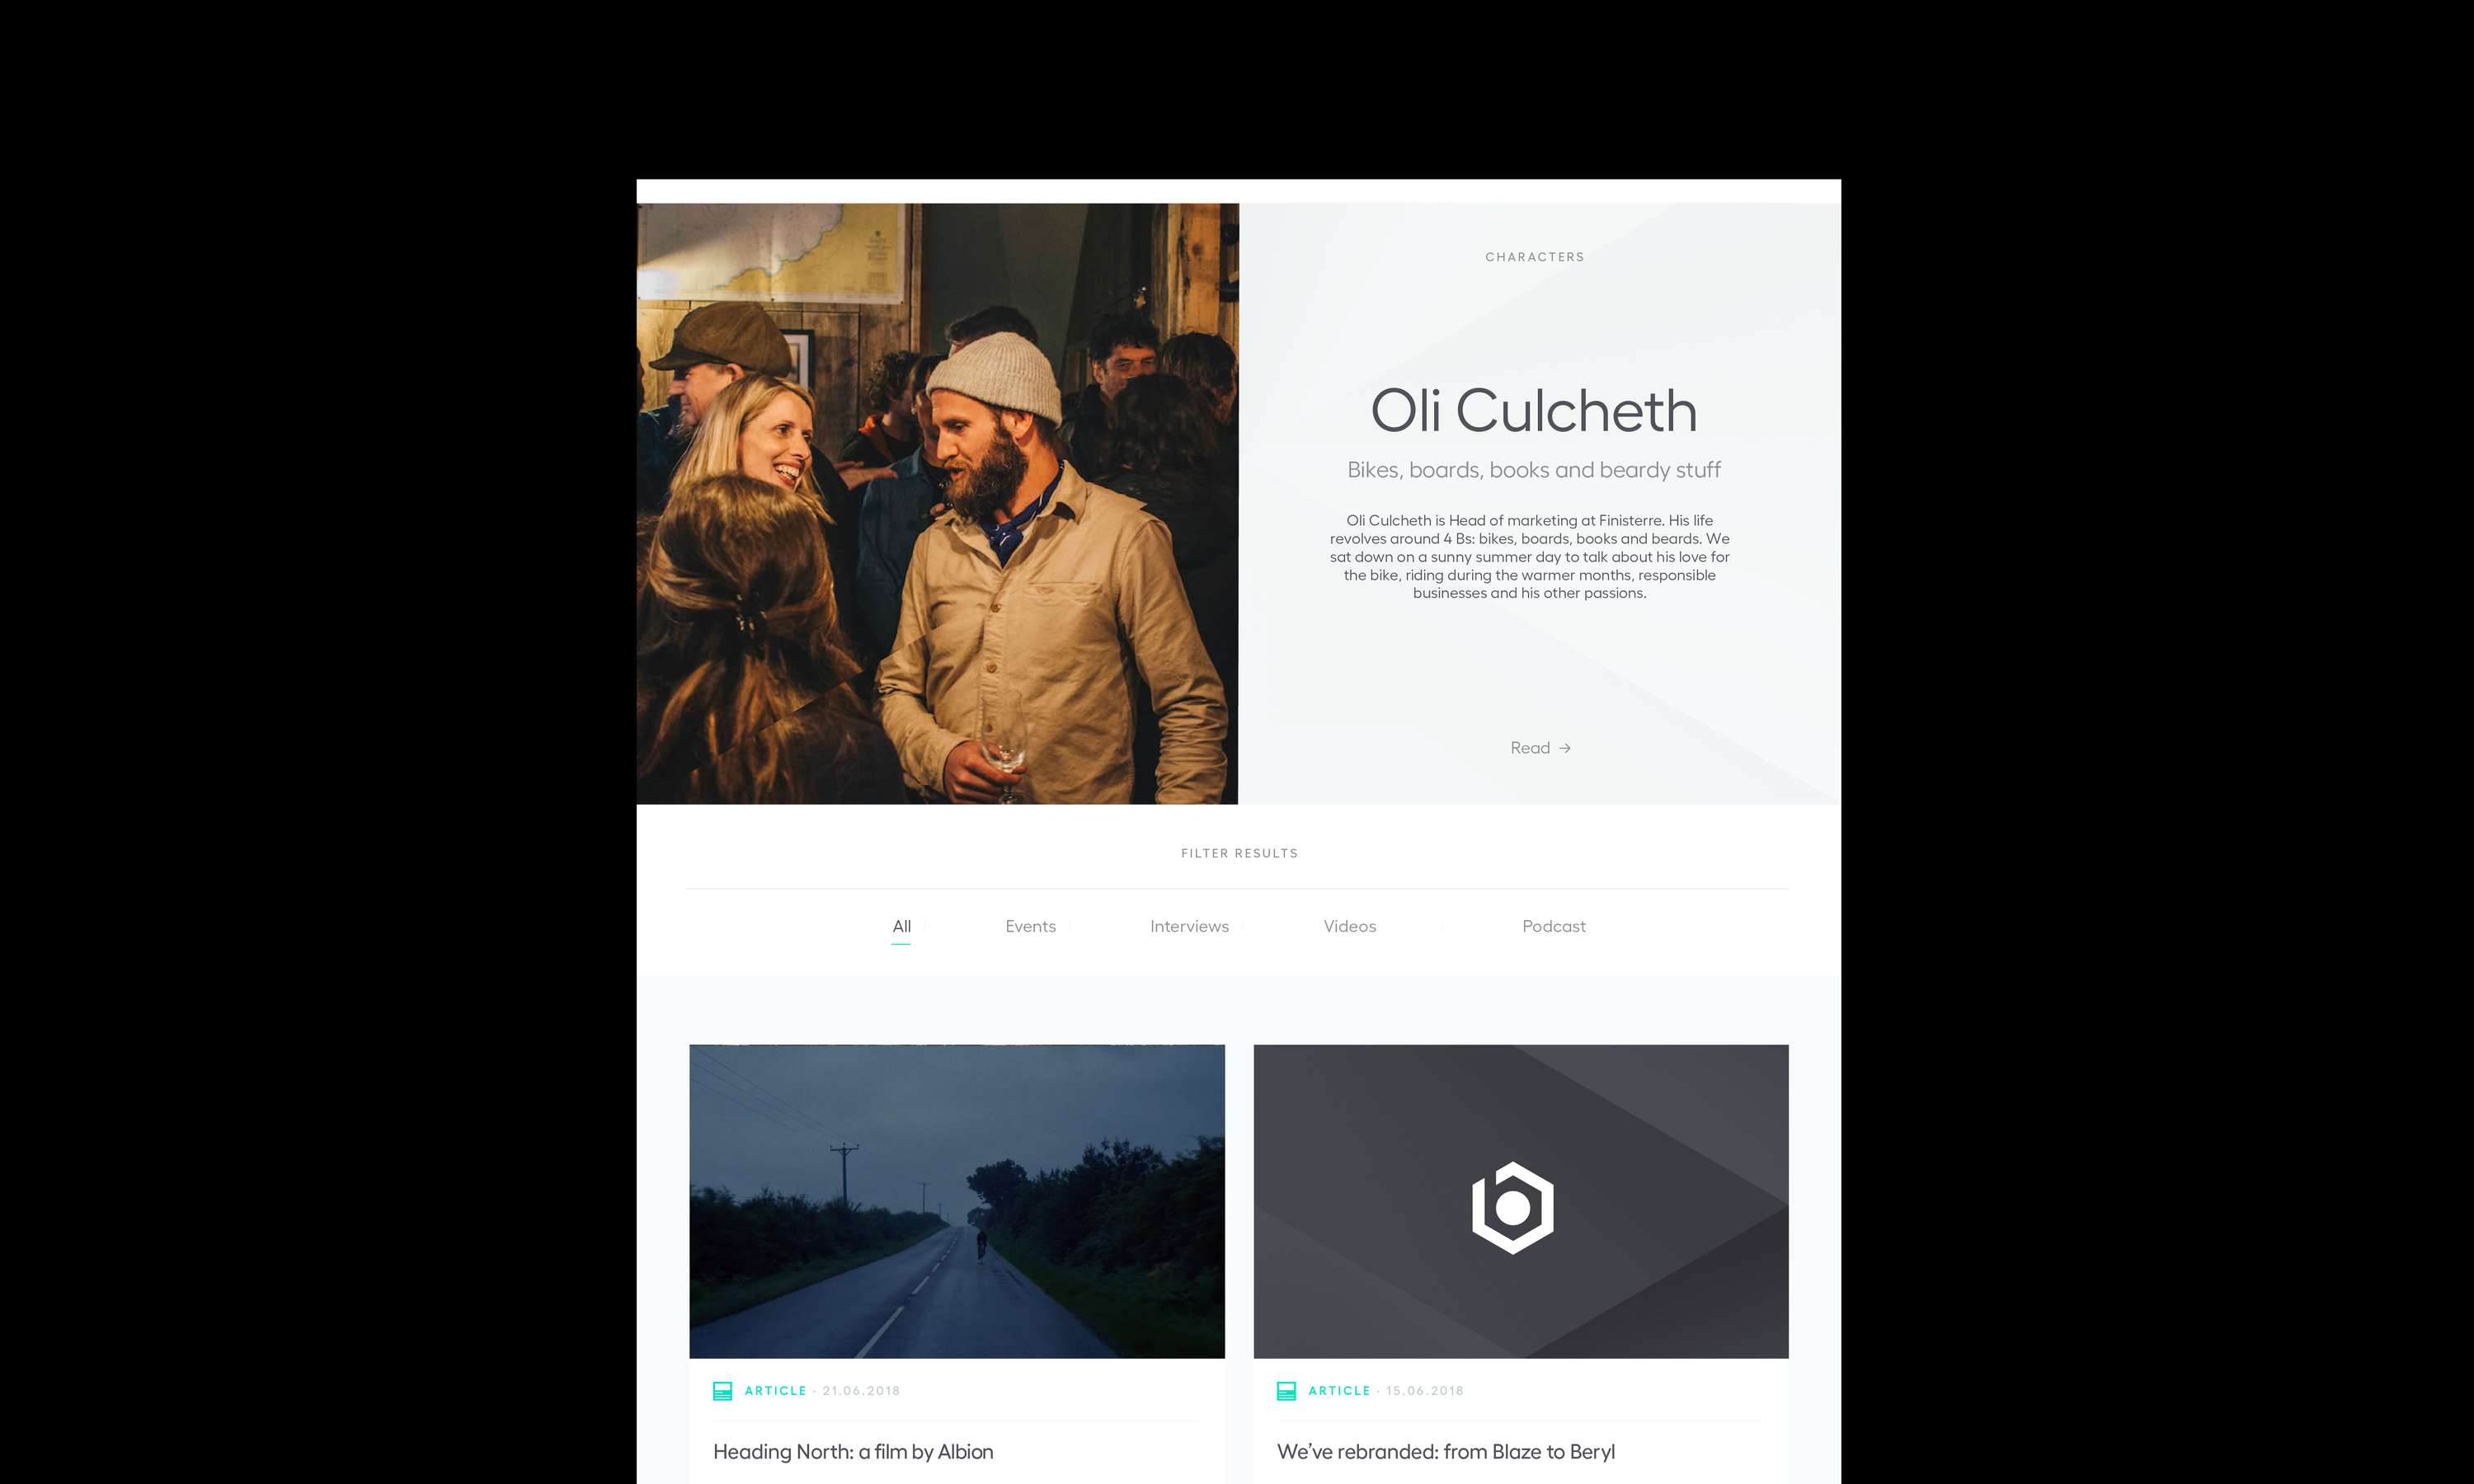 CHARACTERS
Oli Culcheth
Bikes, boards, books and beardy stuff
Oli Culcheth is Head of marketing at Finisterre. His life
revolves around 4 Bs: bikes, boards, books and beards. We
sat down on a sunny summer day to talk about his love for
the bike, riding during the warmer months, responsible
businesses and his other passions.
Read →
FILTER RESULTS
All Events Interviews Videos Podcast
ARTICLE · 21.06.2018
Heading North: a film by Albion
ARTICLE · 15.06.2018
We’ve rebranded: from Blaze to Beryl